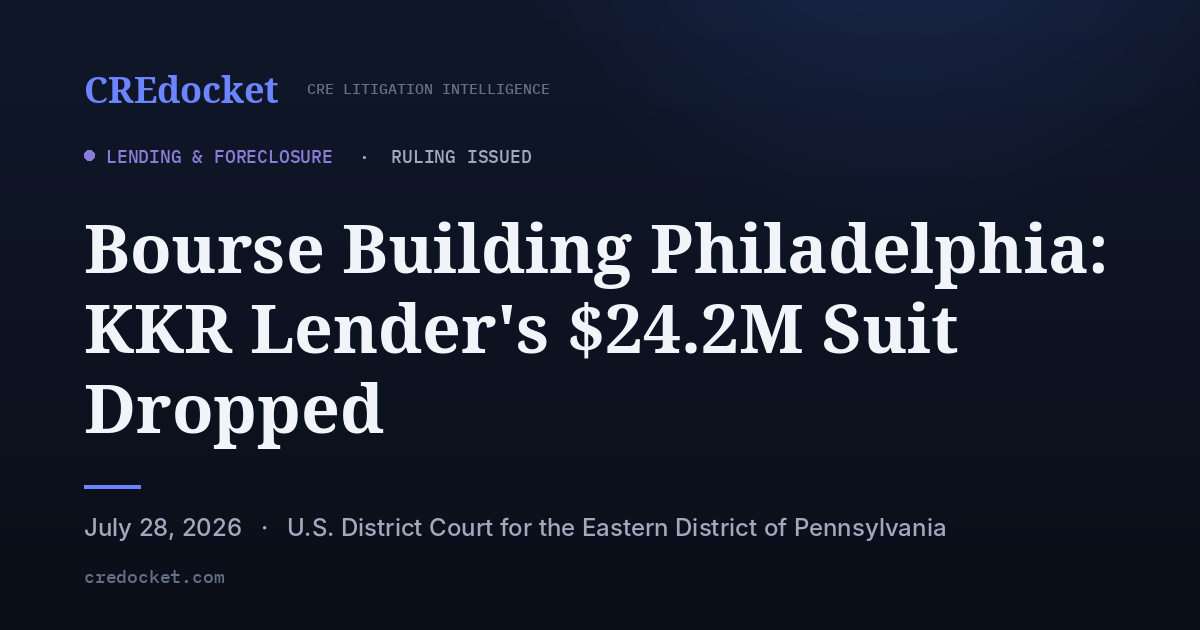 CREdocket CRE LITIGATION INTELLIGENCE
LENDING & FORECLOSURE · RULING ISSUED
Bourse Building Philadelphia:
KKR Lender's $24.2M Suit
Dropped
July 28, 2026 · U.S. District Court for the Eastern District of Pennsylvania
credocket.com